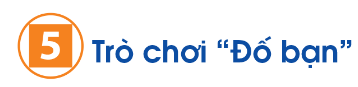 5 Trò chơi “Đố bạn”